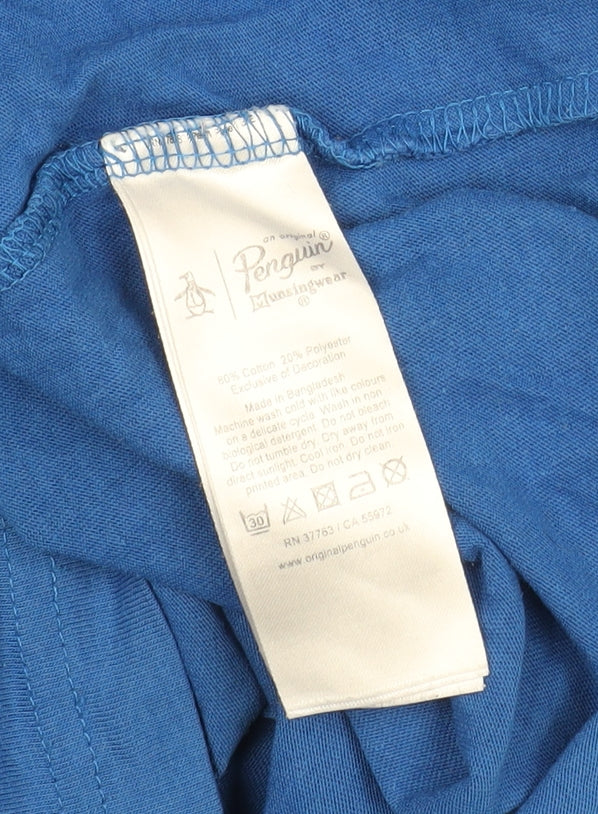 an original
Penguin®
BY
Munsingwear
®
80% Cotton 20% Polyester
Exclusive of Decoration
Made in Bangladesh
Machine wash cold with like colours
on a delicate cycle. Wash in non
biological detergent. Do not bleach
Do not tumble dry. Dry away from
direct sunlight. Cool iron. Do not iron
printed area. Do not dry clean.
30
RN 37763 / CA 55972
www.originalpenguin.co.uk